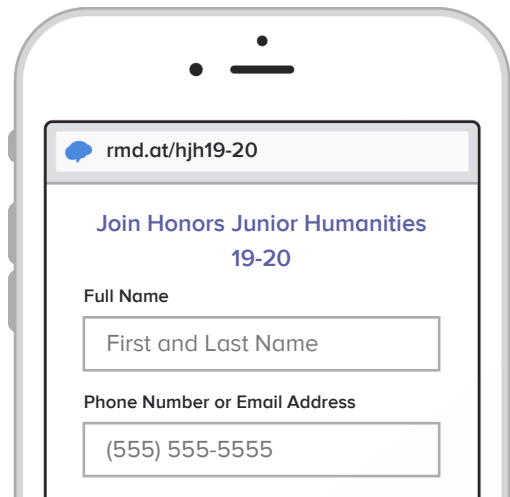 rmd.at/hjh19-20
Join Honors Junior Humanities
19-20
Full Name
First and Last Name
Phone Number or Email Address
(555) 555-5555